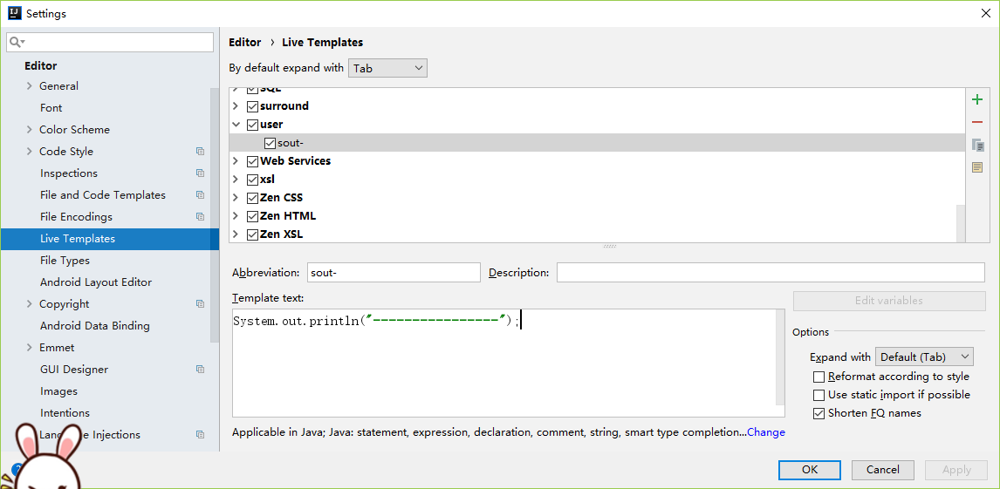 Settings
Editor
General
Font
Color Scheme
Code Style
Inspections
File and Code Templates
File Encodings
Live Templates
File Types
Android Layout Editor
Copyright
Android Data Binding
Emmet
GUI Designer
Images
Intentions
Injections
Editor › Live Templates
By default expand with Tab
SQL
surround
user
sout-
Web Services
xsl
Zen CSS
Zen HTML
Zen XSL
Abbreviation: sout- Description:
Template text:
System.out.println("----------------");
Edit variables
Options
Expand with Default (Tab)
Reformat according to style
Use static import if possible
Shorten FQ names
Applicable in Java; Java: statement, expression, declaration, comment, string, smart type completion...Change
OK Cancel Apply